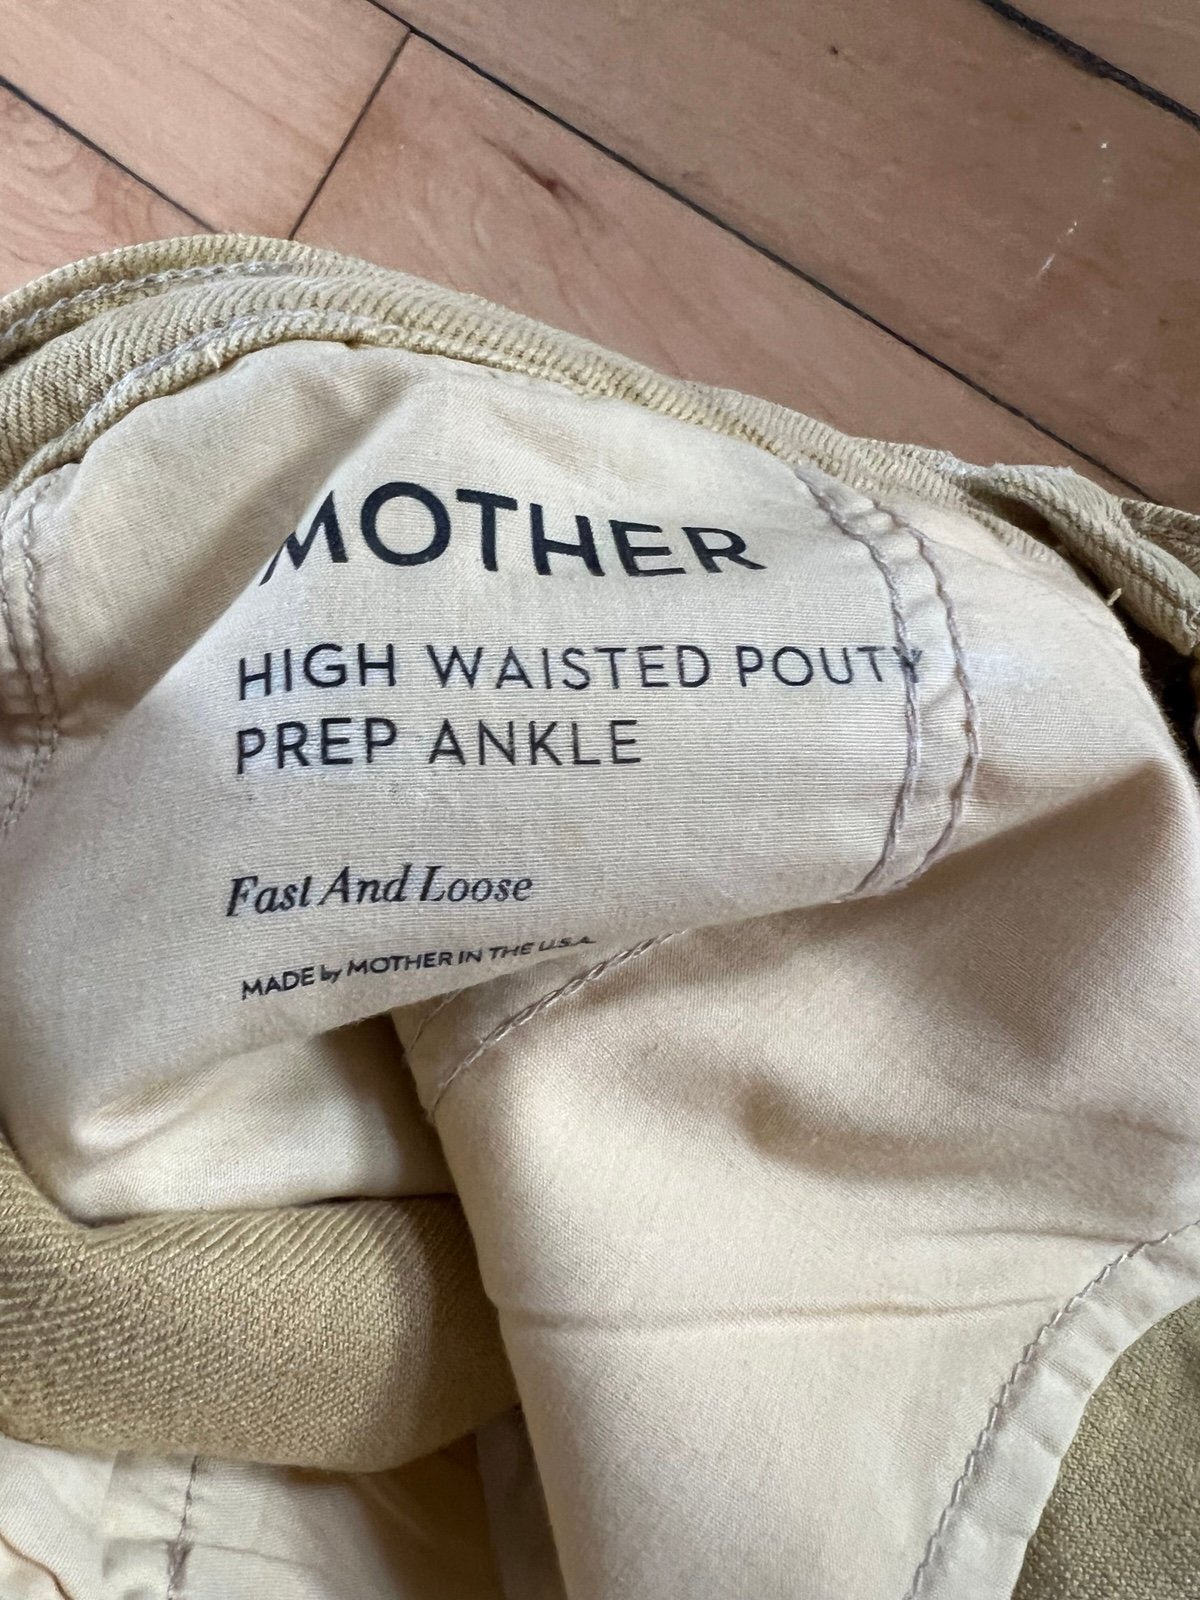 MOTHER
HIGH WAISTED POUTY
PREP ANKLE
Fast And Loose
MADE by MOTHER IN THE U.S.A.